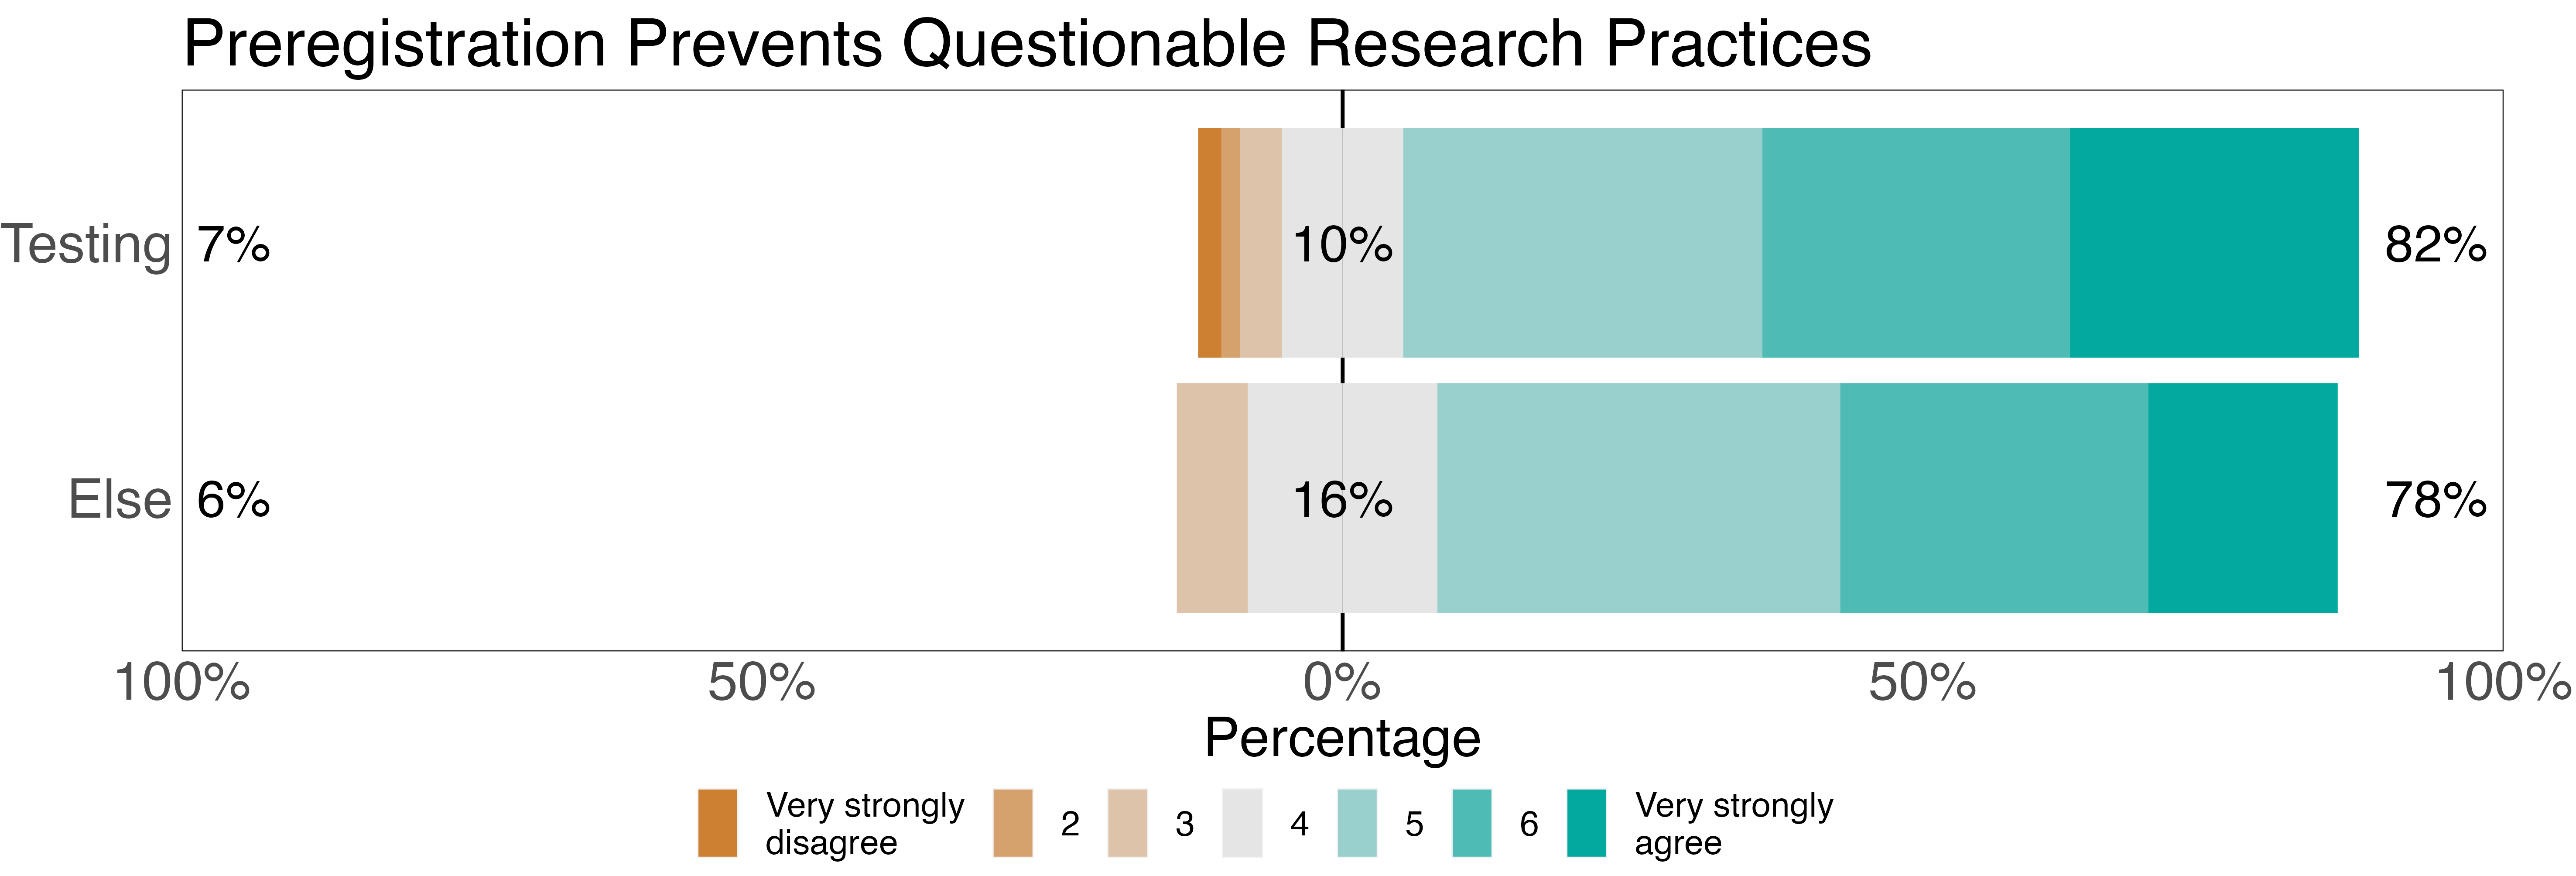 Preregistration Prevents Questionable Research Practices
Testing 7% 10% 82%
Else 6% 16% 78%
100% 50% 0% 50% 100%
Percentage
Very strongly
disagree
2 3 4 5 6
Very strongly
agree